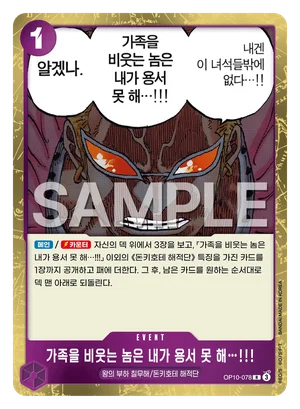 1
알겠나.
가족을
비웃는 놈은
내가 용서
못 해…!!!
내겐
이 녀석들밖에
없다…!!
SAMPLE
메인 / 카운터 자신의 덱 위에서 3장을 보고, 「가족을 비웃는 놈은
내가 용서 못 해…!!!」 이외의 《돈키호테 해적단》 특징을 가진 카드를
1장까지 공개하고 패에 더한다. 그 후, 남은 카드를 원하는 순서대로
덱 맨 아래로 되돌린다.
EVENT
가족을 비웃는 놈은 내가 용서 못 해…!!!
왕의 부하 칠무해/돈키호테 해적단
OP10-078 R 3